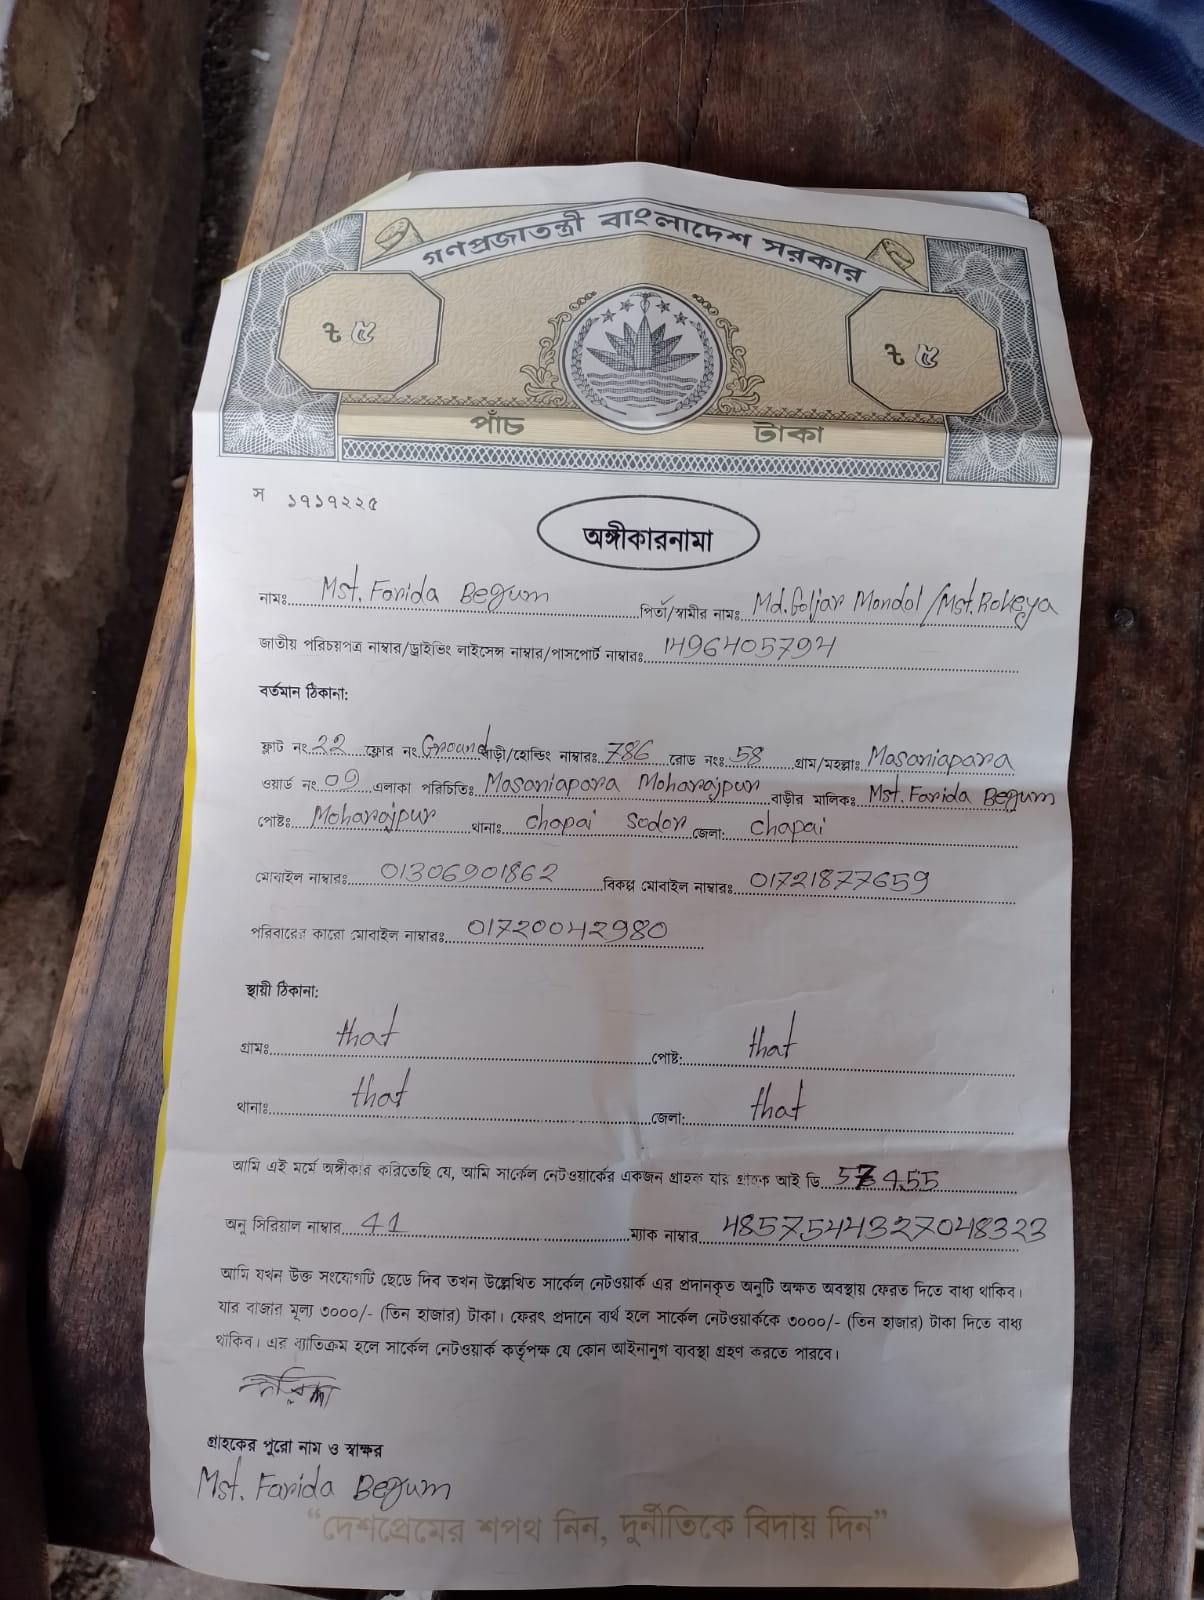 গণপ্রজাতন্ত্রী বাংলাদেশ সরকার
৳ ৫
৳ ৫
পাঁচ টাকা
স ১৭১৭২২৫
অঙ্গীকারনামা
নামঃ Mst. Farida Begum পিতা/স্বামীর নামঃ Md. Goljar Mondol /Mst. Rokeya
জাতীয় পরিচয়পত্র নাম্বার/ড্রাইভিং লাইসেন্স নাম্বার/পাসপোর্ট নাম্বারঃ 1496405794
বর্তমান ঠিকানা:
ফ্লাট নং 22 ফ্লোর নং Ground বাড়ী/হোল্ডিং নাম্বারঃ 786 রোড নংঃ 58 গ্রাম/মহল্লাঃ Masaniapara
ওয়ার্ড নং 09 এলাকা পরিচিতিঃ Masaniapara Moharajpur বাড়ীর মালিকঃ Mst. Farida Begum
পোষ্টঃ Moharajpur থানাঃ Chapai Sador জেলা: Chapai
মোবাইল নাম্বারঃ 01306901862 বিকল্প মোবাইল নাম্বারঃ 01721877659
পরিবারের কারো মোবাইল নাম্বারঃ 01720042980
স্থায়ী ঠিকানা:
গ্রামঃ that পোষ্ট: that
থানাঃ that জেলা: that
আমি এই মর্মে অঙ্গীকার করিতেছি যে, আমি সার্কেল নেটওয়ার্কের একজন গ্রাহক যার গ্রাহক আই ডি
অনু সিরিয়াল নাম্বার 41 ম্যাক নাম্বার 4857544327048323
আমি যখন উক্ত সংযোগটি ছেড়ে দিব তখন উল্লেখিত সার্কেল নেটওয়ার্ক এর প্রদানকৃত অনুটি অক্ষত অবস্থায় ফেরত দিতে বাধ্য থাকিব।
যার বাজার মূল্য ৩০০০/- (তিন হাজার) টাকা। ফেরৎ প্রদানে ব্যর্থ হলে সার্কেল নেটওয়ার্ককে ৩০০০/- (তিন হাজার) টাকা দিতে বাধ্য
থাকিব। এর ব্যাতিক্রম হলে সার্কেল নেটওয়ার্ক কর্তৃপক্ষ যে কোন আইনানুগ ব্যবস্থা গ্রহণ করতে পারবে।
ফরিদা
গ্রাহকের পুরো নাম ও স্বাক্ষর
Mst. Farida Begum
“দেশপ্রেমের শপথ নিন, দুর্নীতিকে বিদায় দিন”